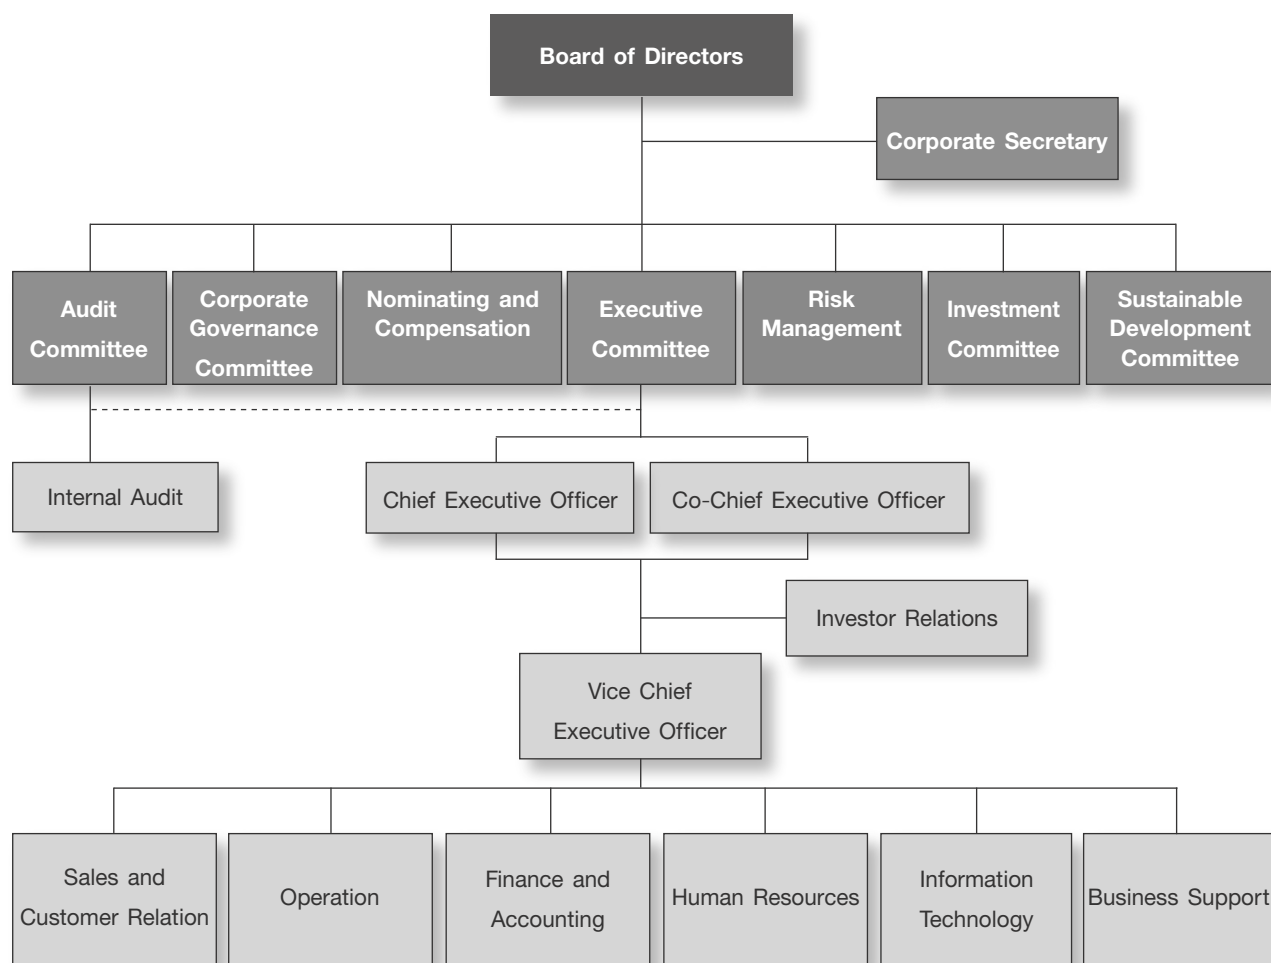 Board of Directors
Corporate Secretary
Audit
Committee
Corporate
Governance
Committee
Nominating and
Compensation
Executive
Committee
Risk
Management
Investment
Committee
Sustainable
Development
Committee
Internal Audit
Chief Executive Officer
Co-Chief Executive Officer
Investor Relations
Vice Chief
Executive Officer
Sales and
Customer Relation
Operation
Finance and
Accounting
Human Resources
Information
Technology
Business Support